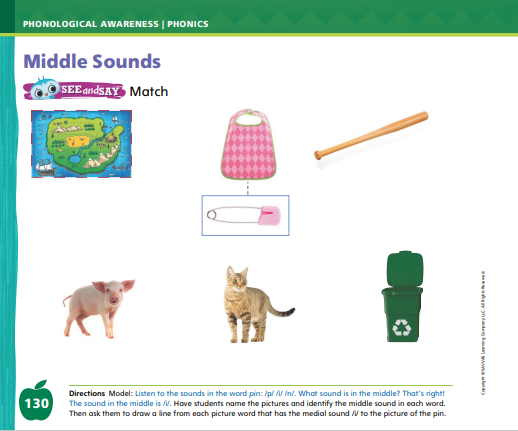 PHONOLOGICAL AWARENESS | PHONICS
Middle Sounds
SEE and SAY Match
130
Directions Model: Listen to the sounds in the word pin: /p/ /i/ /n/. What sound is in the middle? That's right!
The sound in the middle is /i/. Have students name the pictures and identify the middle sound in each word.
Then ask them to draw a line from each picture word that has the medial sound /i/ to the picture of the pin.
Copyright © SAVVAS Learning Company LLC. All Rights Reserved.